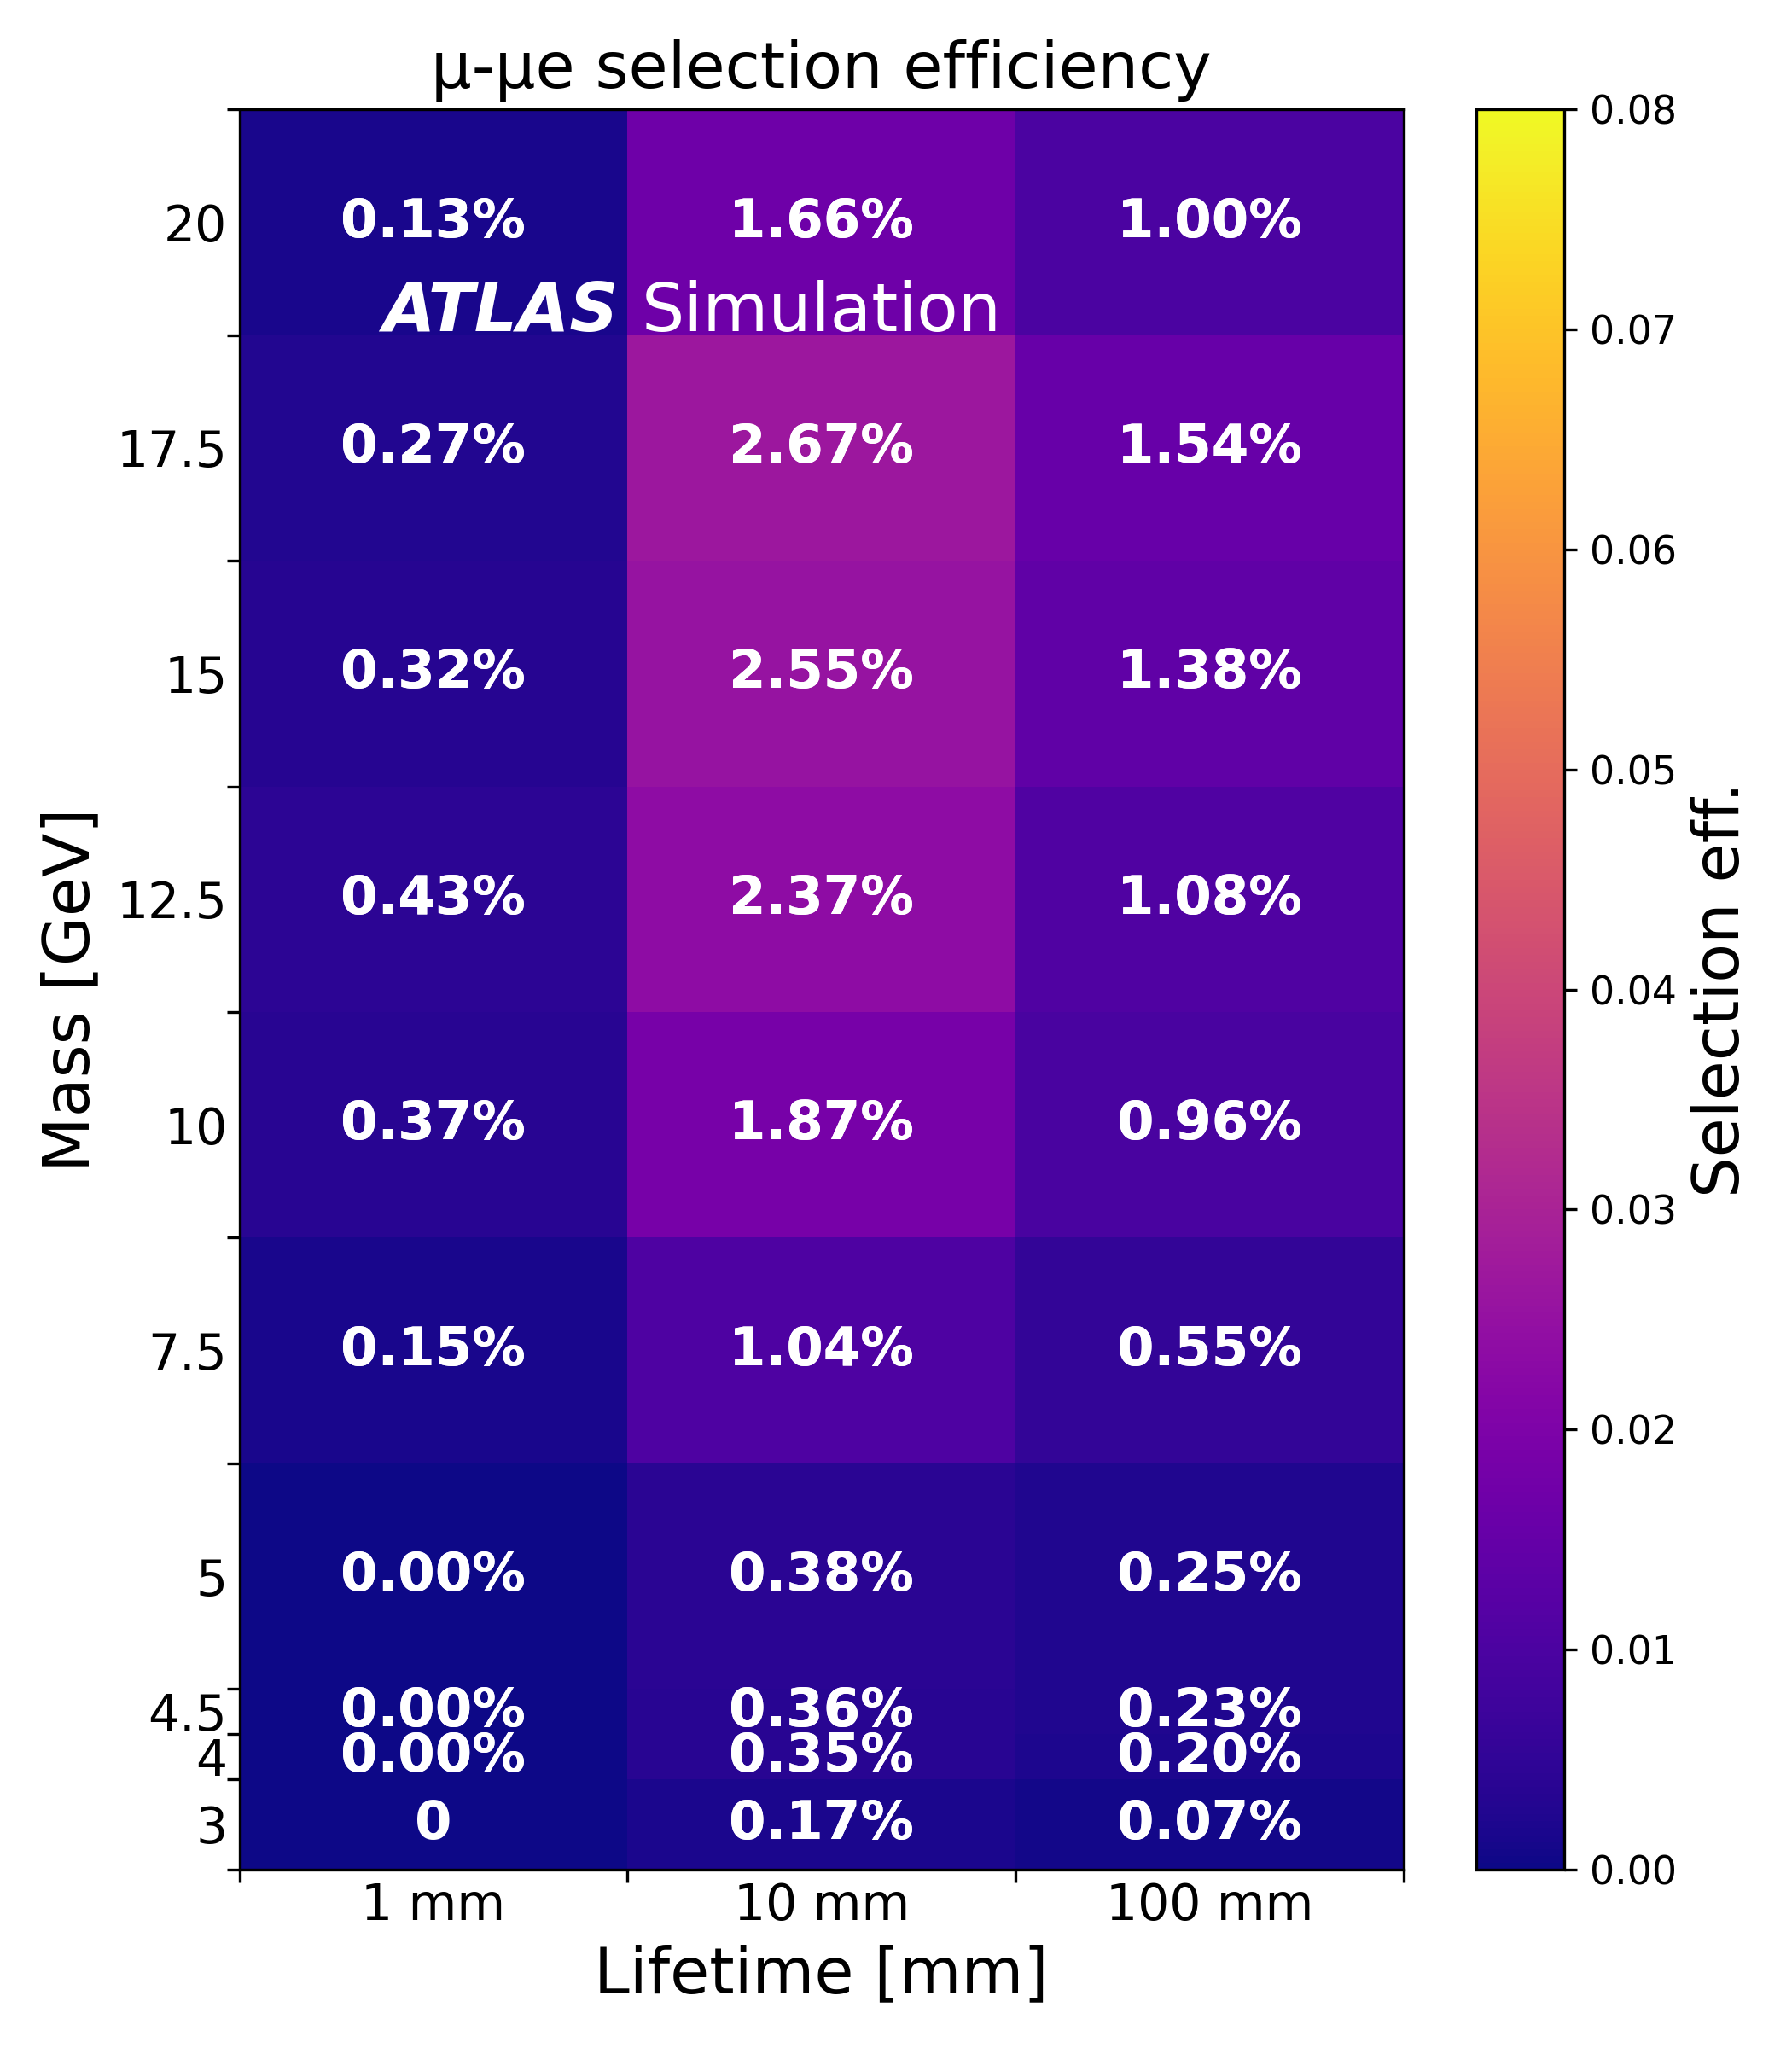 μ-μe selection efficiency
20 0.13% 1.66% 1.00%
ATLAS Simulation
17.5 0.27% 2.67% 1.54%
15 0.32% 2.55% 1.38%
12.5 0.43% 2.37% 1.08%
10 0.37% 1.87% 0.96%
7.5 0.15% 1.04% 0.55%
5 0.00% 0.38% 0.25%
4.5 0.00% 0.36% 0.23%
4 0.00% 0.35% 0.20%
3 0 0.17% 0.07%
1 mm 10 mm 100 mm
Lifetime [mm]
Mass [GeV]
0.08
0.07
0.06
0.05
0.04
0.03
0.02
0.01
0.00
Selection eff.